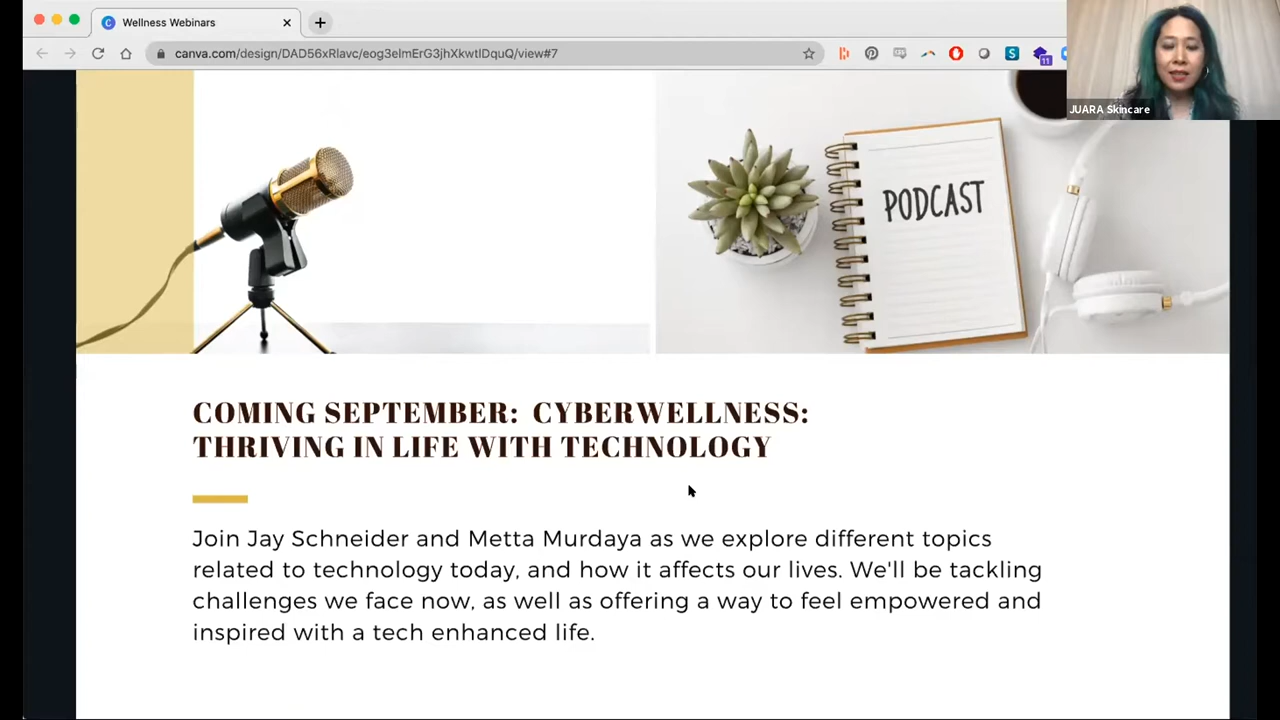 Wellness Webinars
canva.com/design/DAD56xRlavc/eog3elmErG3jhXkwtIDquQ/view#7
11
JUARA Skincare
PODCAST
COMING SEPTEMBER: CYBERWELLNESS:
THRIVING IN LIFE WITH TECHNOLOGY
Join Jay Schneider and Metta Murdaya as we explore different topics
related to technology today, and how it affects our lives. We'll be tackling
challenges we face now, as well as offering a way to feel empowered and
inspired with a tech enhanced life.